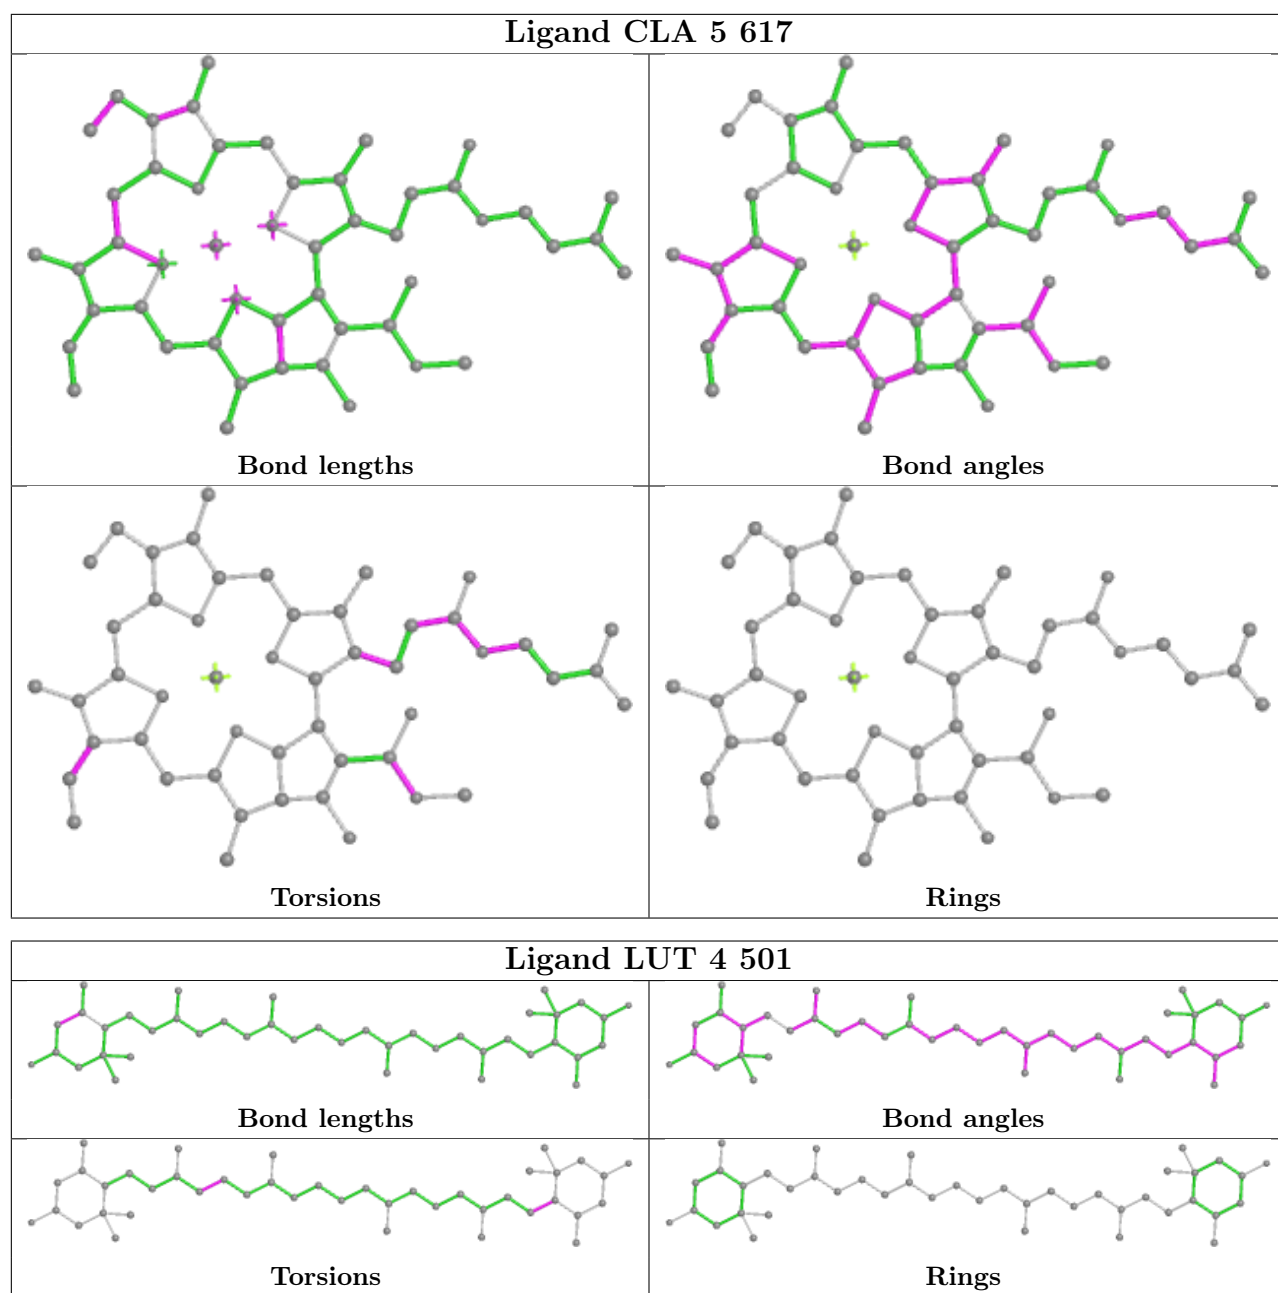 Ligand CLA 5 617
Bond lengths
Bond angles
Torsions
Rings
Ligand LUT 4 501
Bond lengths
Bond angles
Torsions
Rings